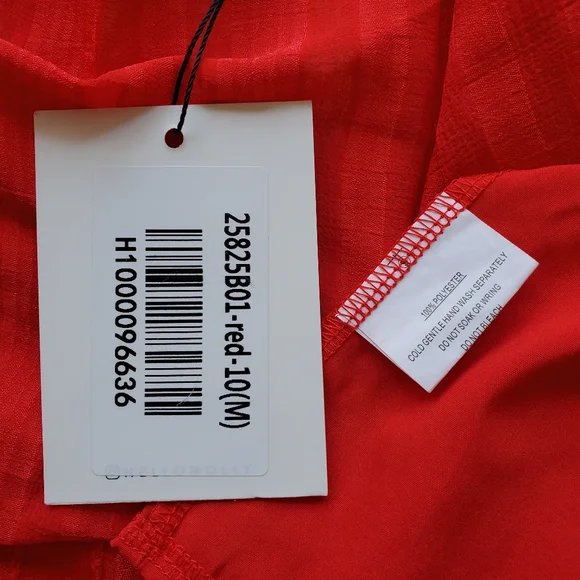 25825B01-red-10(M)
H1000096636
100% POLYESTER
COLD GENTLE HAND WASH SEPARATELY
DO NOT SOAK OR WRING
DO NOT BLEACH